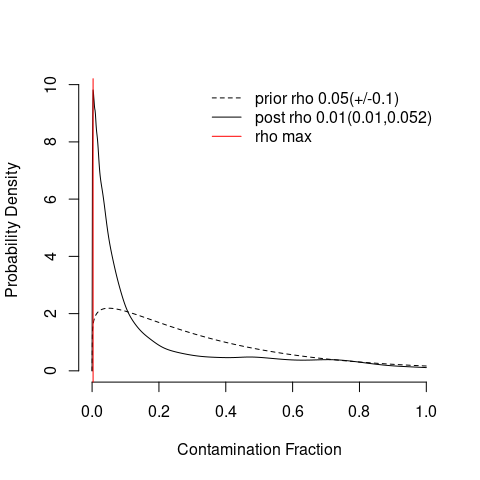 prior rho 0.05(+/-0.1)
post rho 0.01(0.01,0.052)
rho max
Probability Density
10
8
6
4
2
0
0.0 0.2 0.4 0.6 0.8 1.0
Contamination Fraction